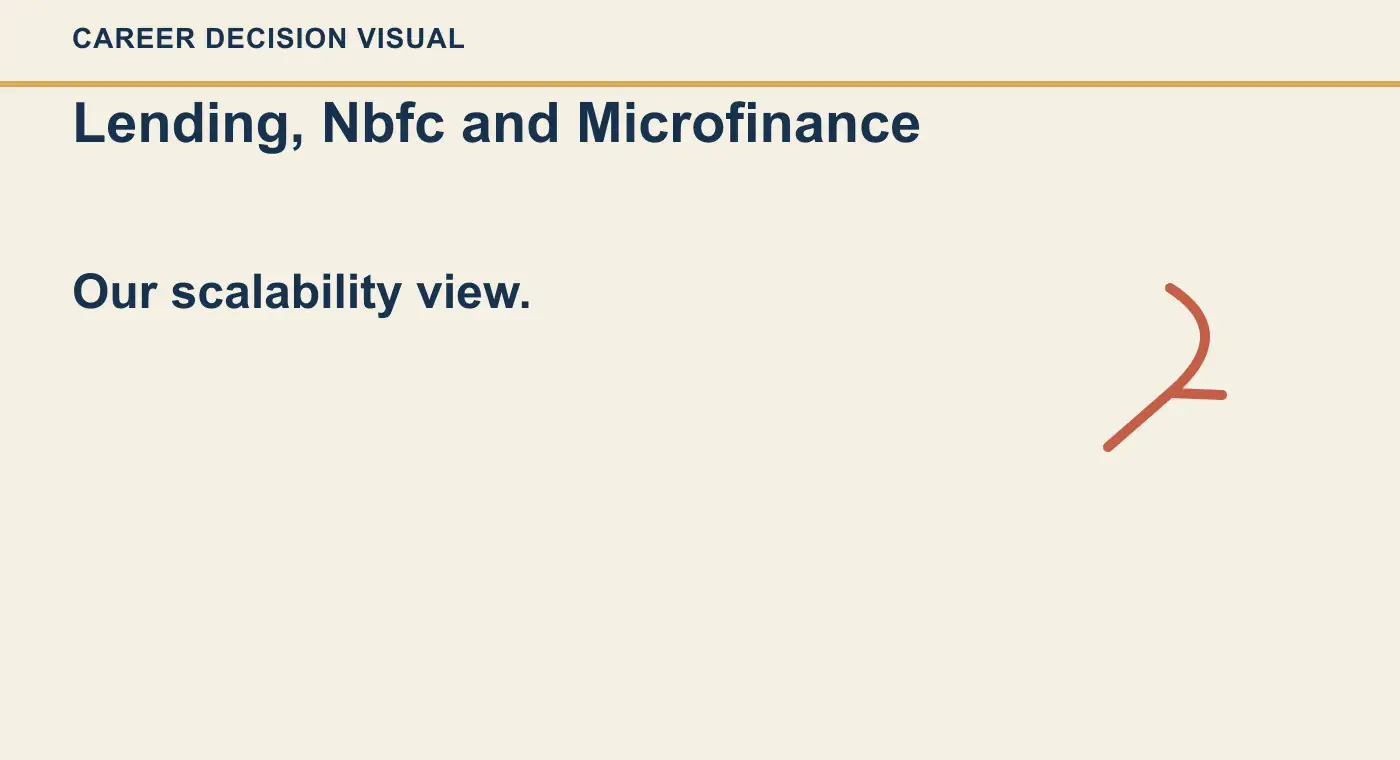 CAREER DECISION VISUAL
Lending, Nbfc and Microfinance
Our scalability view.